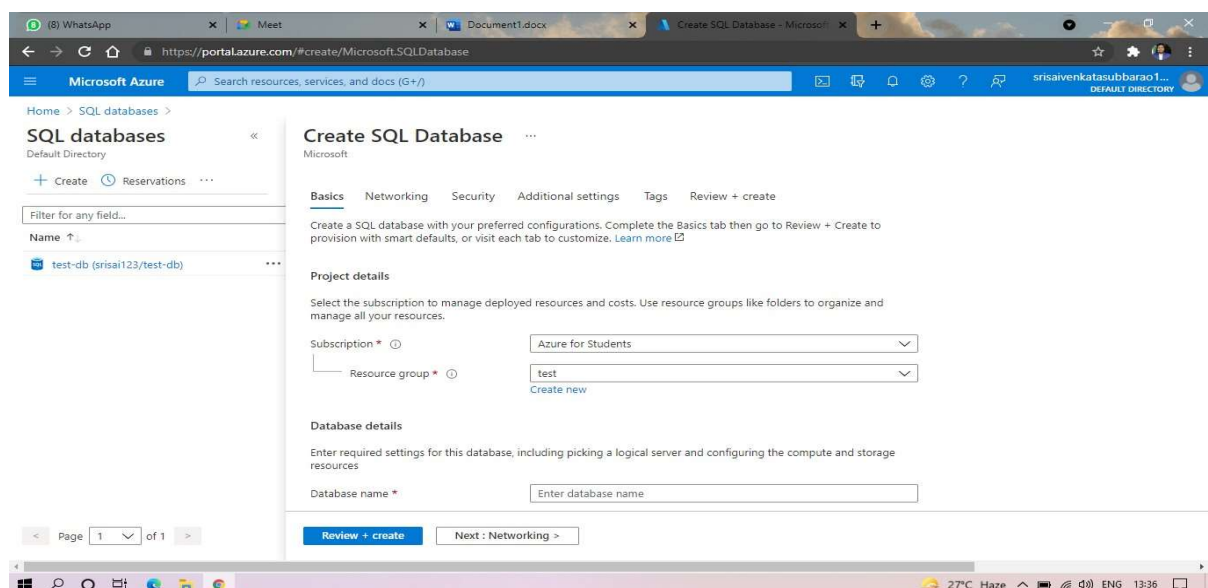 (8) WhatsApp
Meet
Document1.docx
Create SQL Database - Microsoft
https://portal.azure.com/#create/Microsoft.SQLDatabase
Microsoft Azure
Search resources, services, and docs (G+/)
srisaivenkatasubbarao1...
DEFAULT DIRECTORY
Home > SQL databases >
SQL databases
Default Directory
+ Create Reservations ...
Filter for any field...
Name ↑↓
test-db (srisai123/test-db) ...
< Page 1 of 1 >
Create SQL Database ...
Microsoft
Basics Networking Security Additional settings Tags Review + create
Create a SQL database with your preferred configurations. Complete the Basics tab then go to Review + Create to
provision with smart defaults, or visit each tab to customize. Learn more
Project details
Select the subscription to manage deployed resources and costs. Use resource groups like folders to organize and
manage all your resources.
Subscription * Azure for Students
Resource group * test
Create new
Database details
Enter required settings for this database, including picking a logical server and configuring the compute and storage
resources
Database name * Enter database name
Review + create Next : Networking >
27°C Haze ENG 13:36